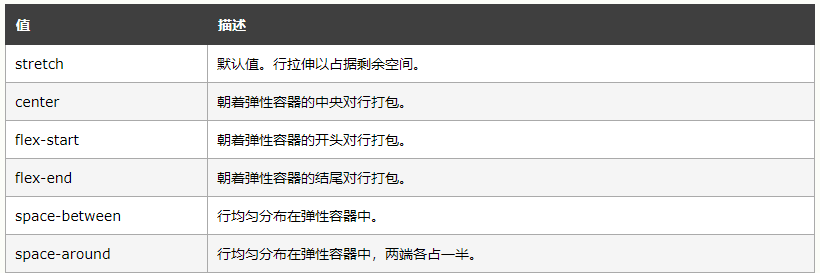 值 描述
stretch 默认值。行拉伸以占据剩余空间。
center 朝着弹性容器的中央对行打包。
flex-start 朝着弹性容器的开头对行打包。
flex-end 朝着弹性容器的结尾对行打包。
space-between 行均匀分布在弹性容器中。
space-around 行均匀分布在弹性容器中，两端各占一半。